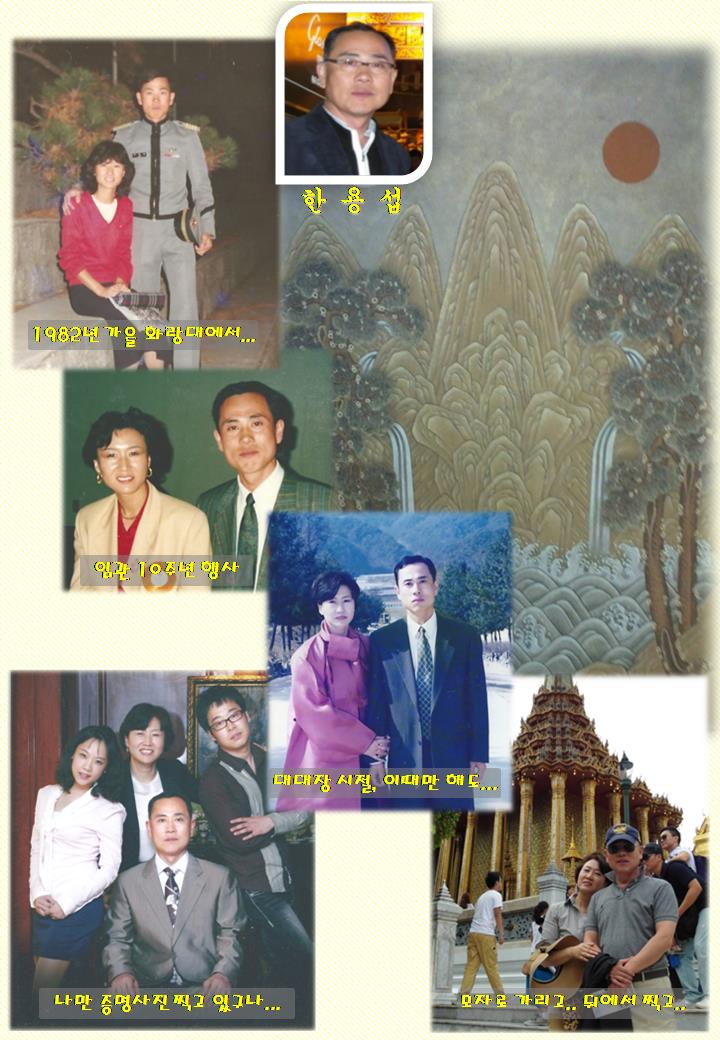 한 용 섭
1982년 가을 화랑대에서...
임관 10주년 행사
대대장 시절, 이때만 해도...
나만 증명사진 찍고 있구나...
모자로 가리고.. 뒤에서 찍고..